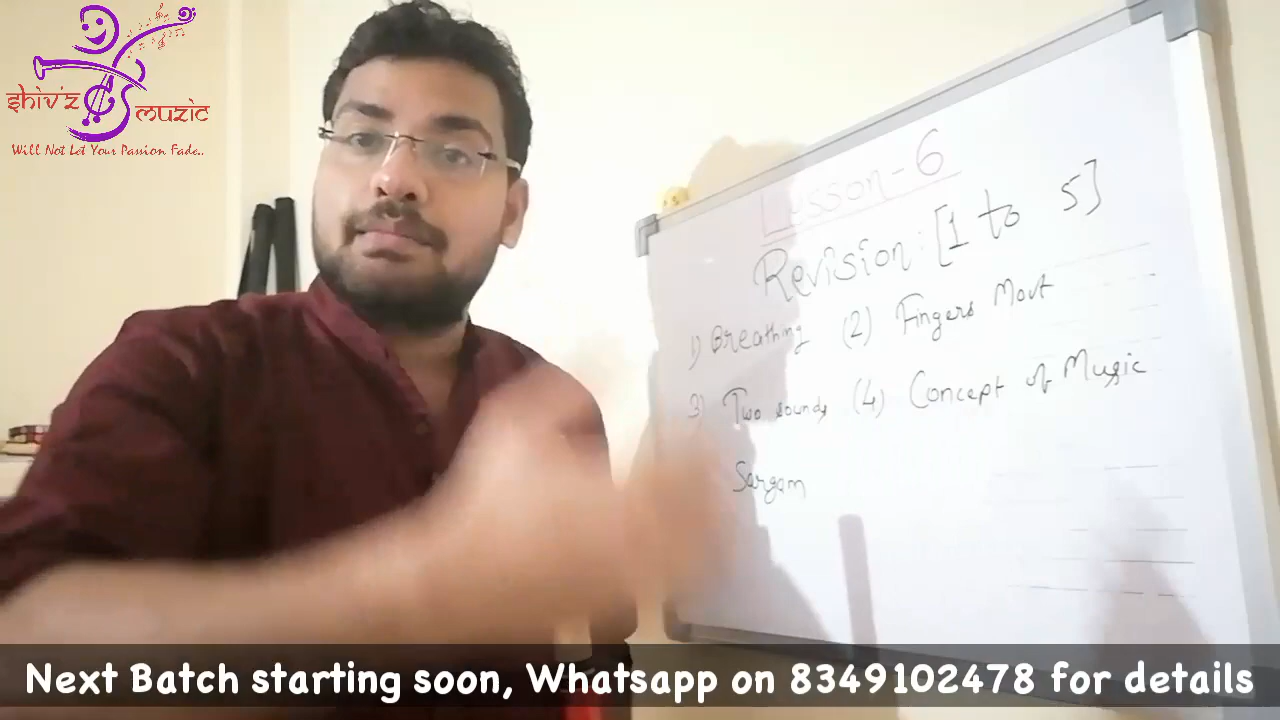 Shiv'z muzic
Will Not Let Your Passion Fade..
Lesson-6
Revision: [1 to 5]
1) Breathing (2) Fingers Movt
3) Two sounds (4) Concept of Music
Sargam
Next Batch starting soon, Whatsapp on 8349102478 for details